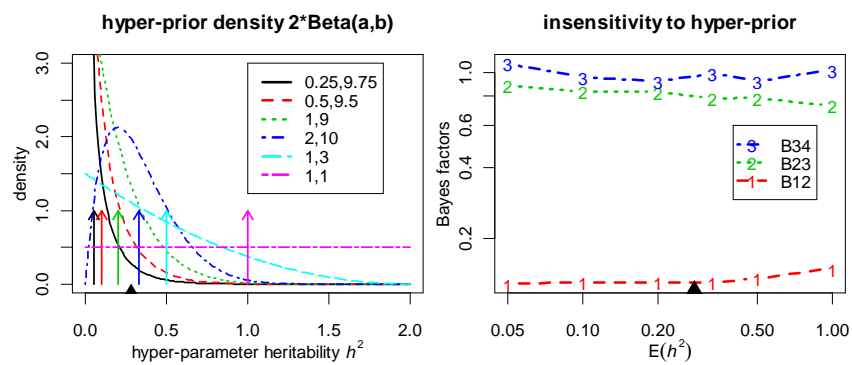 hyper-prior density 2*Beta(a,b)
density
3.0
2.0
1.0
0.0
0.25,9.75
0.5,9.5
1,9
2,10
1,3
1,1
0.0 0.5 1.0 1.5 2.0
hyper-parameter heritability h²
insensitivity to hyper-prior
Bayes factors
1.0
0.6
0.4
0.2
3 3 3 3 3 3
2 2 2 2 2 2
3 B34
2 B23
1 B12
1 1 1 1 1 1
0.05 0.10 0.20 0.50 1.00
E(h²)